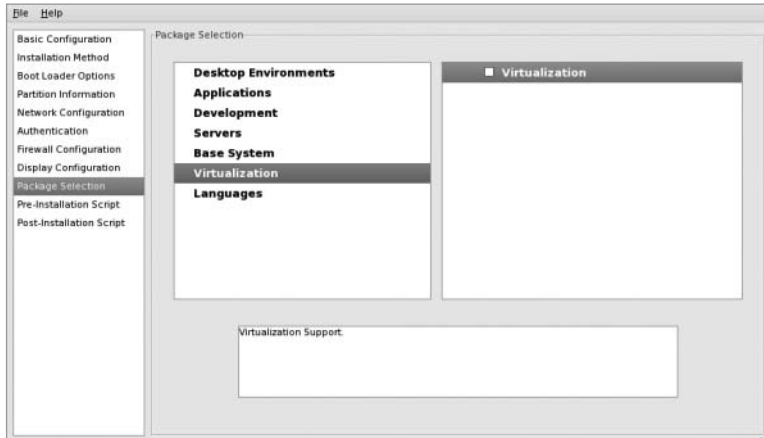 File Help
Basic Configuration
Installation Method
Boot Loader Options
Partition Information
Network Configuration
Authentication
Firewall Configuration
Display Configuration
Package Selection
Pre-Installation Script
Post-Installation Script
Package Selection
Desktop Environments
Applications
Development
Servers
Base System
Virtualization
Languages
Virtualization
Virtualization Support.